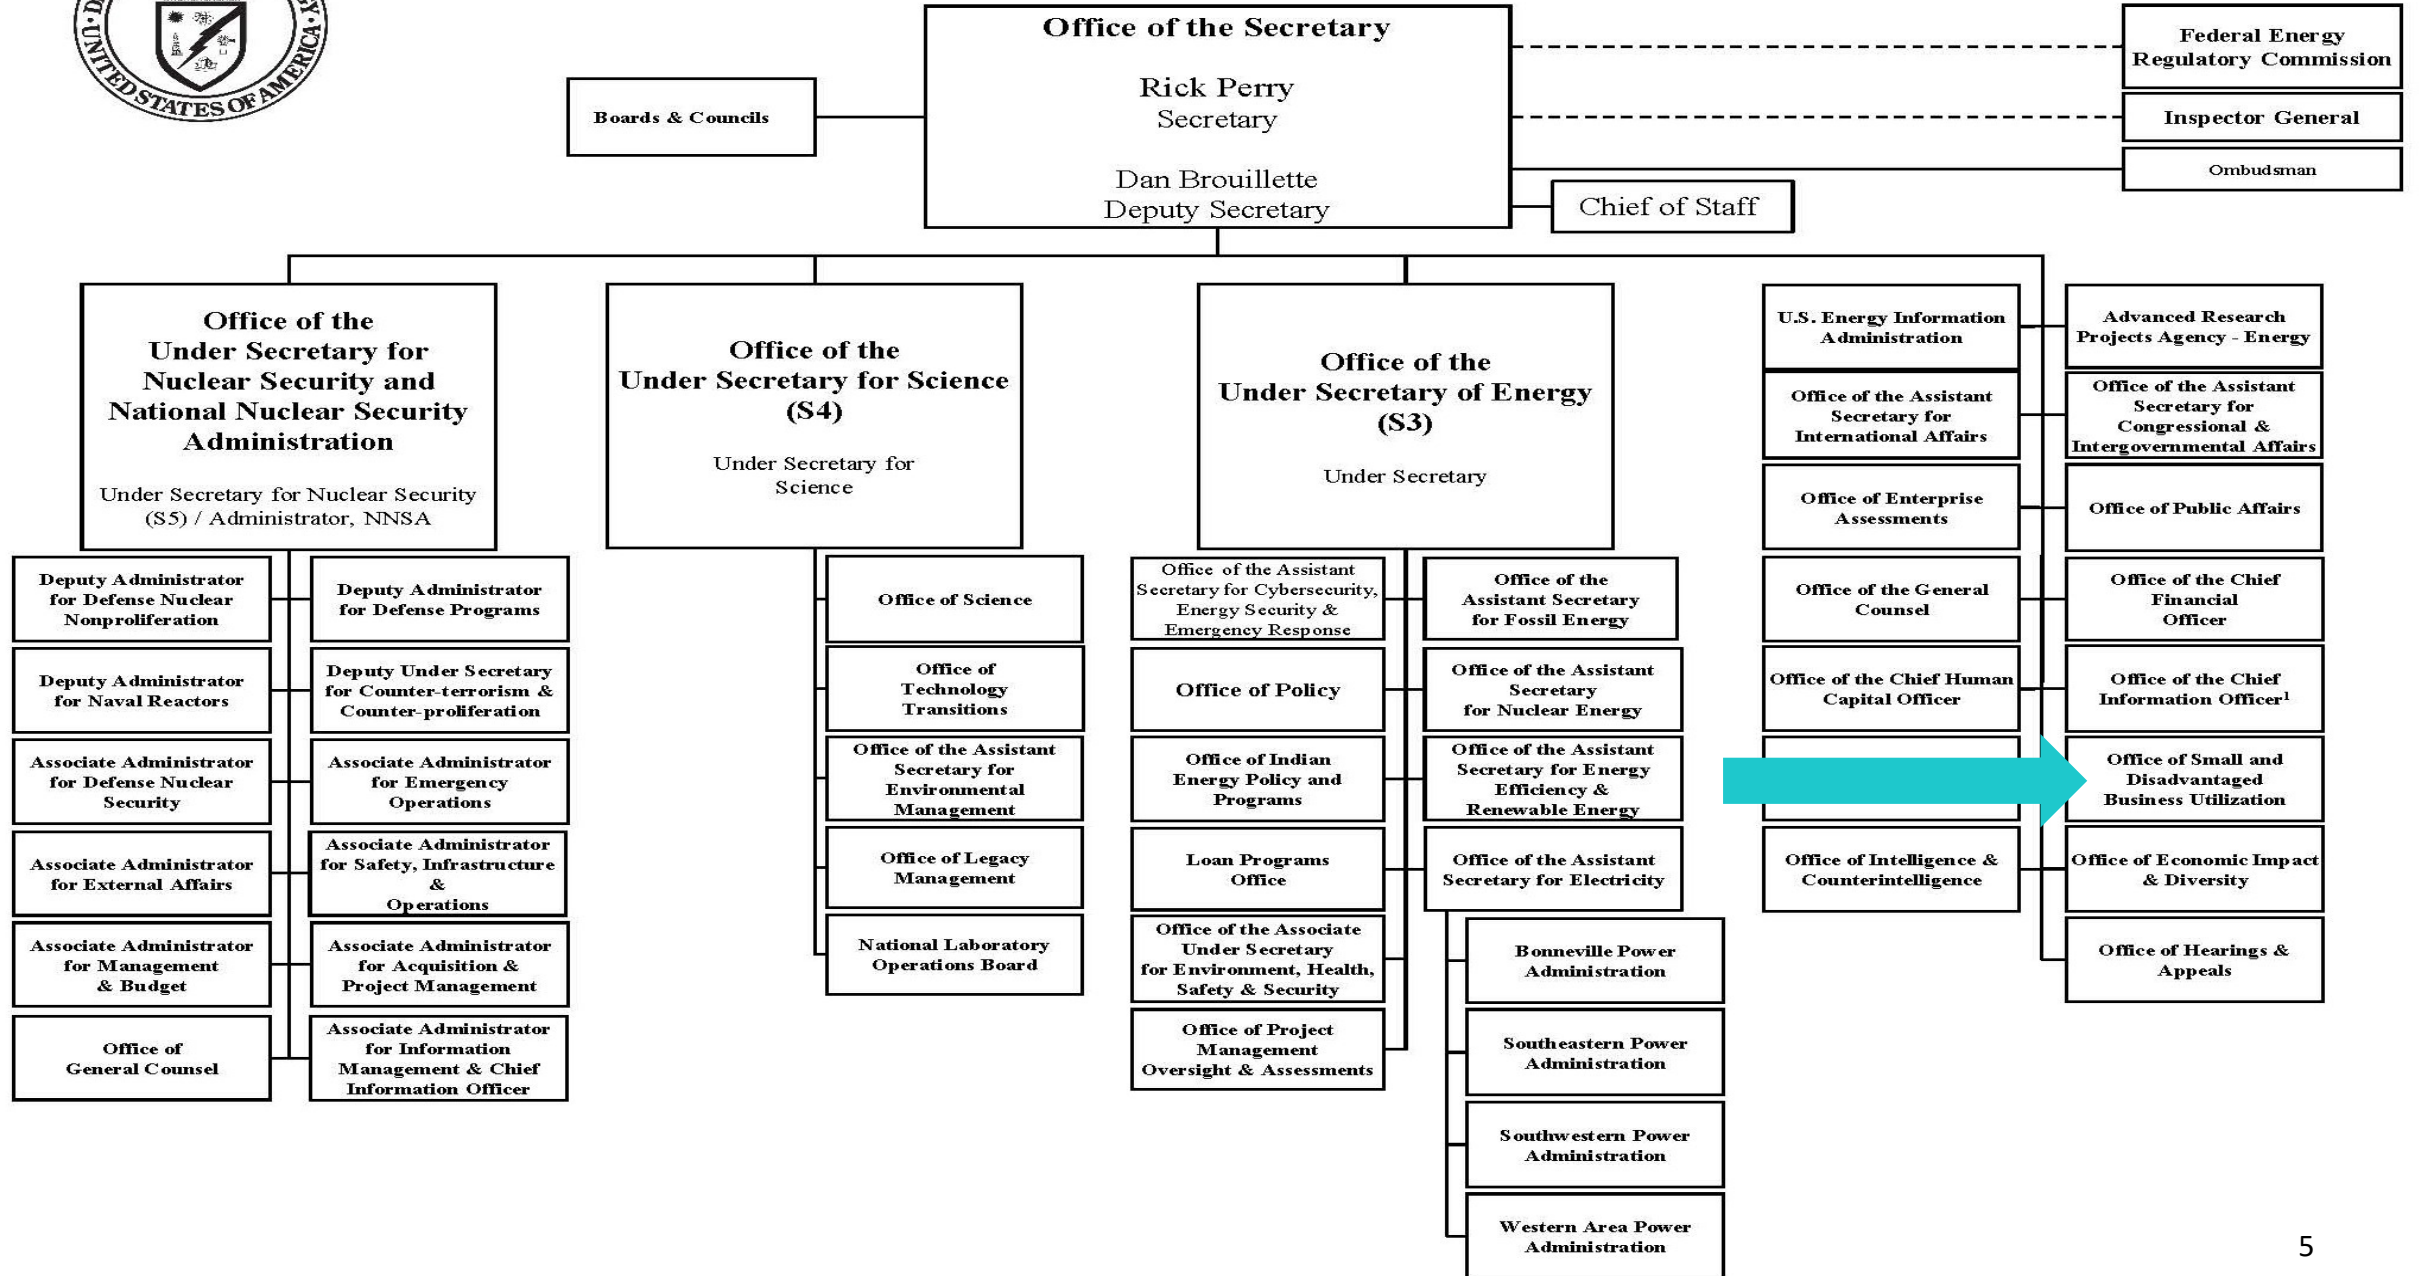 UNITED STATES OF AMERICA
Office of the Secretary
Rick Perry
Secretary
Dan Brouillette
Deputy Secretary
Boards & Councils
Federal Energy
Regulatory Commission
Inspector General
Ombudsman
Chief of Staff
Office of the
Under Secretary for
Nuclear Security and
National Nuclear Security
Administration
Under Secretary for Nuclear Security
(S5) / Administrator, NNSA
Deputy Administrator
for Defense Nuclear
Nonproliferation
Deputy Administrator
for Defense Programs
Deputy Administrator
for Naval Reactors
Deputy Under Secretary
for Counter-terrorism &
Counter-proliferation
Associate Administrator
for Defense Nuclear
Security
Associate Administrator
for Emergency
Operations
Associate Administrator
for External Affairs
Associate Administrator
for Safety, Infrastructure
&
Operations
Associate Administrator
for Management
& Budget
Associate Administrator
for Acquisition &
Project Management
Office of
General Counsel
Associate Administrator
for Information
Management & Chief
Information Officer
Office of the
Under Secretary for Science
(S4)
Under Secretary for
Science
Office of Science
Office of
Technology
Transitions
Office of the Assistant
Secretary for
Environmental
Management
Office of Legacy
Management
National Laboratory
Operations Board
Office of the
Under Secretary of Energy
(S3)
Under Secretary
Office of the Assistant
Secretary for Cybersecurity,
Energy Security &
Emergency Response
Office of the
Assistant Secretary
for Fossil Energy
Office of Policy
Office of the Assistant
Secretary
for Nuclear Energy
Office of Indian
Energy Policy and
Programs
Office of the Assistant
Secretary for Energy
Efficiency &
Renewable Energy
Loan Programs
Office
Office of the Assistant
Secretary for Electricity
Office of the Associate
Under Secretary
for Environment, Health,
Safety & Security
Office of Project
Management
Oversight & Assessments
Bonneville Power
Administration
Southeastern Power
Administration
Southwestern Power
Administration
Western Area Power
Administration
U.S. Energy Information
Administration
Advanced Research
Projects Agency - Energy
Office of the Assistant
Secretary for
International Affairs
Office of the Assistant
Secretary for
Congressional &
Intergovernmental Affairs
Office of Enterprise
Assessments
Office of Public Affairs
Office of the General
Counsel
Office of the Chief
Financial
Officer
Office of the Chief Human
Capital Officer
Office of the Chief
Information Officer¹
Office of Small and
Disadvantaged
Business Utilization
Office of Intelligence &
Counterintelligence
Office of Economic Impact
& Diversity
Office of Hearings &
Appeals
5